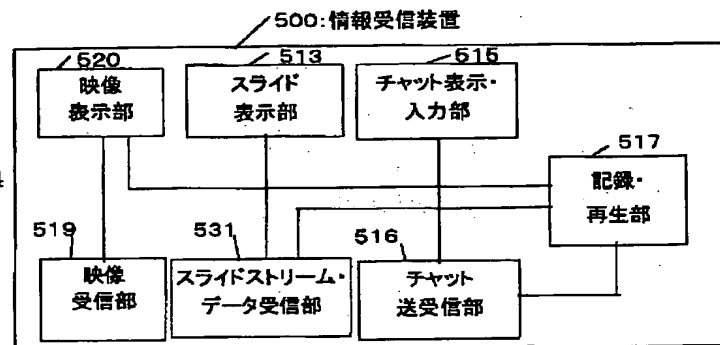 500:情報受信装置
520
映像
表示部
513
スライド
表示部
515
チャット表示・
入力部
517
記録・
再生部
519
映像
受信部
531
スライドストリーム・
データ受信部
516
チャット
送受信部